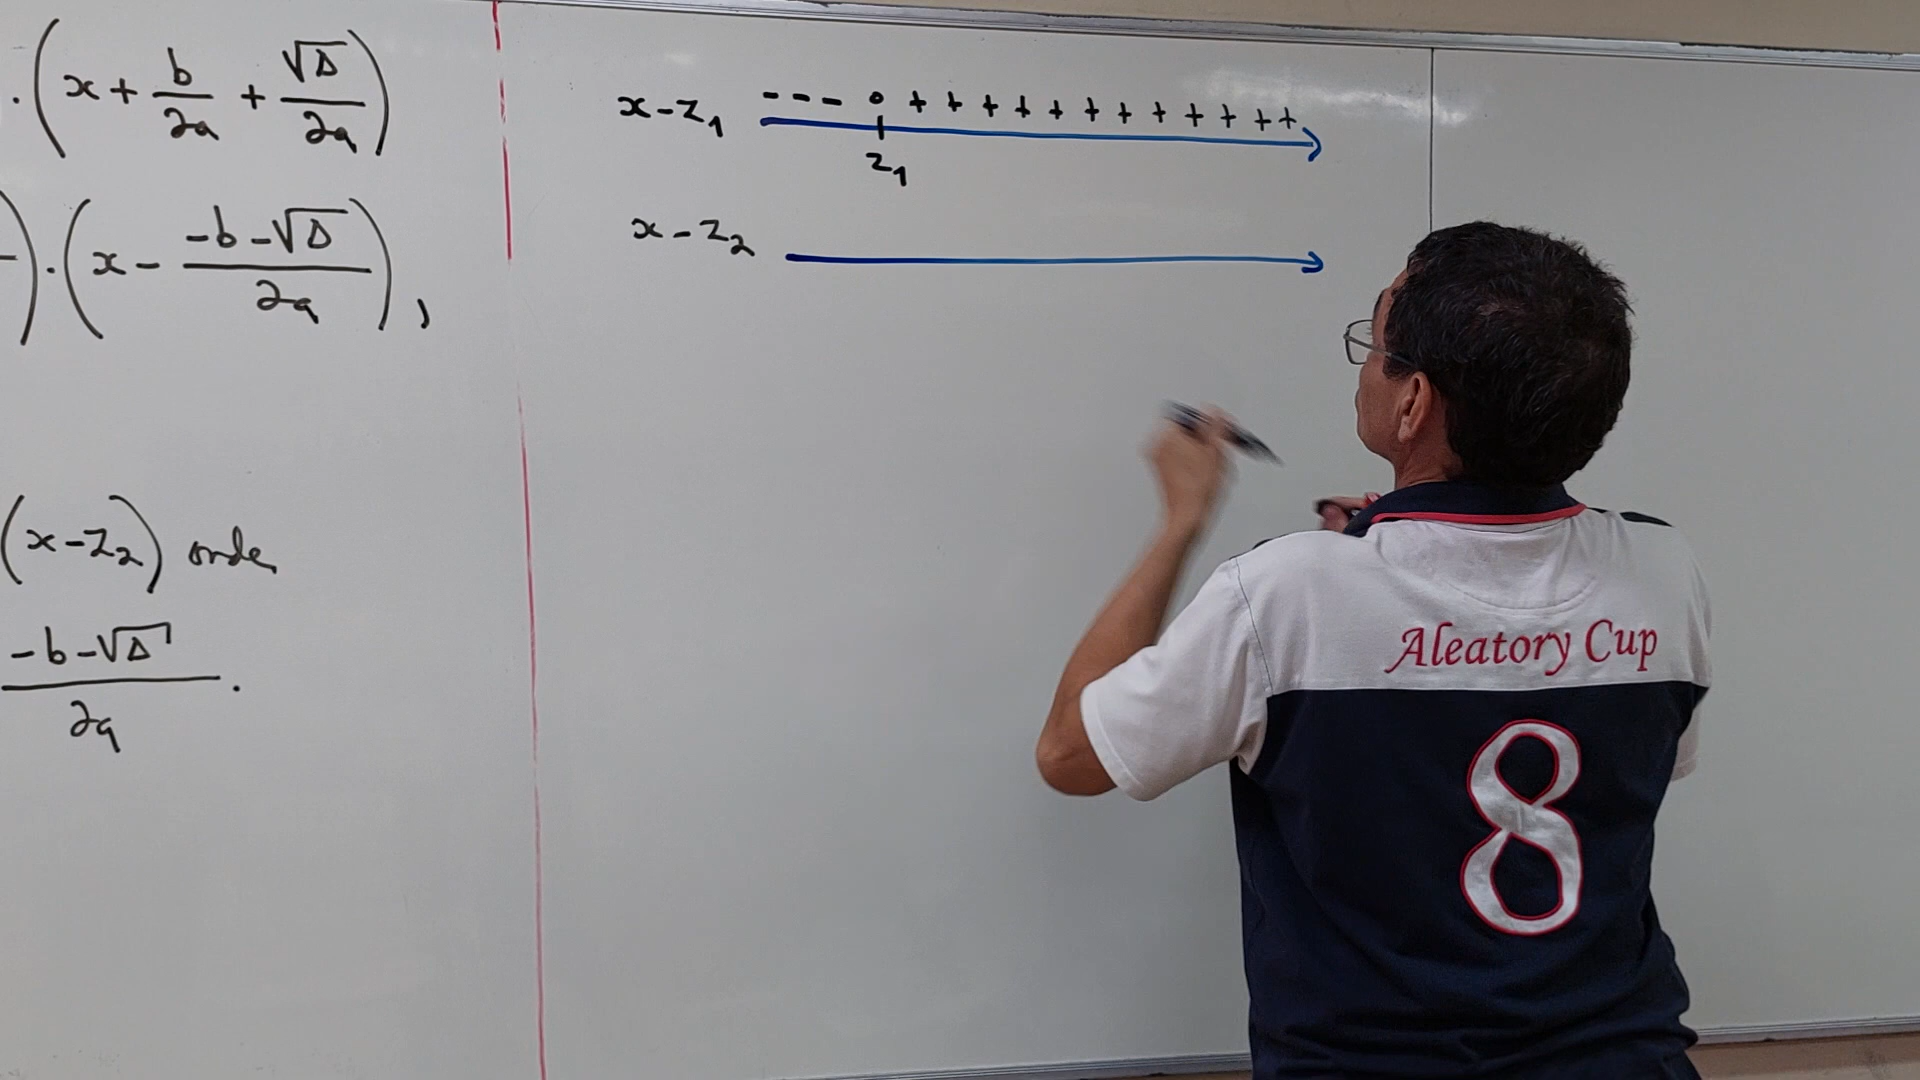 . (x + b/2a + √Δ/2a)
) . (x - -b-√Δ/2a) ,
(x-z₂) onde
-b-√Δ/2a .
x-z₁ - - - 0 + + + + + + + + + + + +
z₁
x-z₂
Aleatory Cup
8